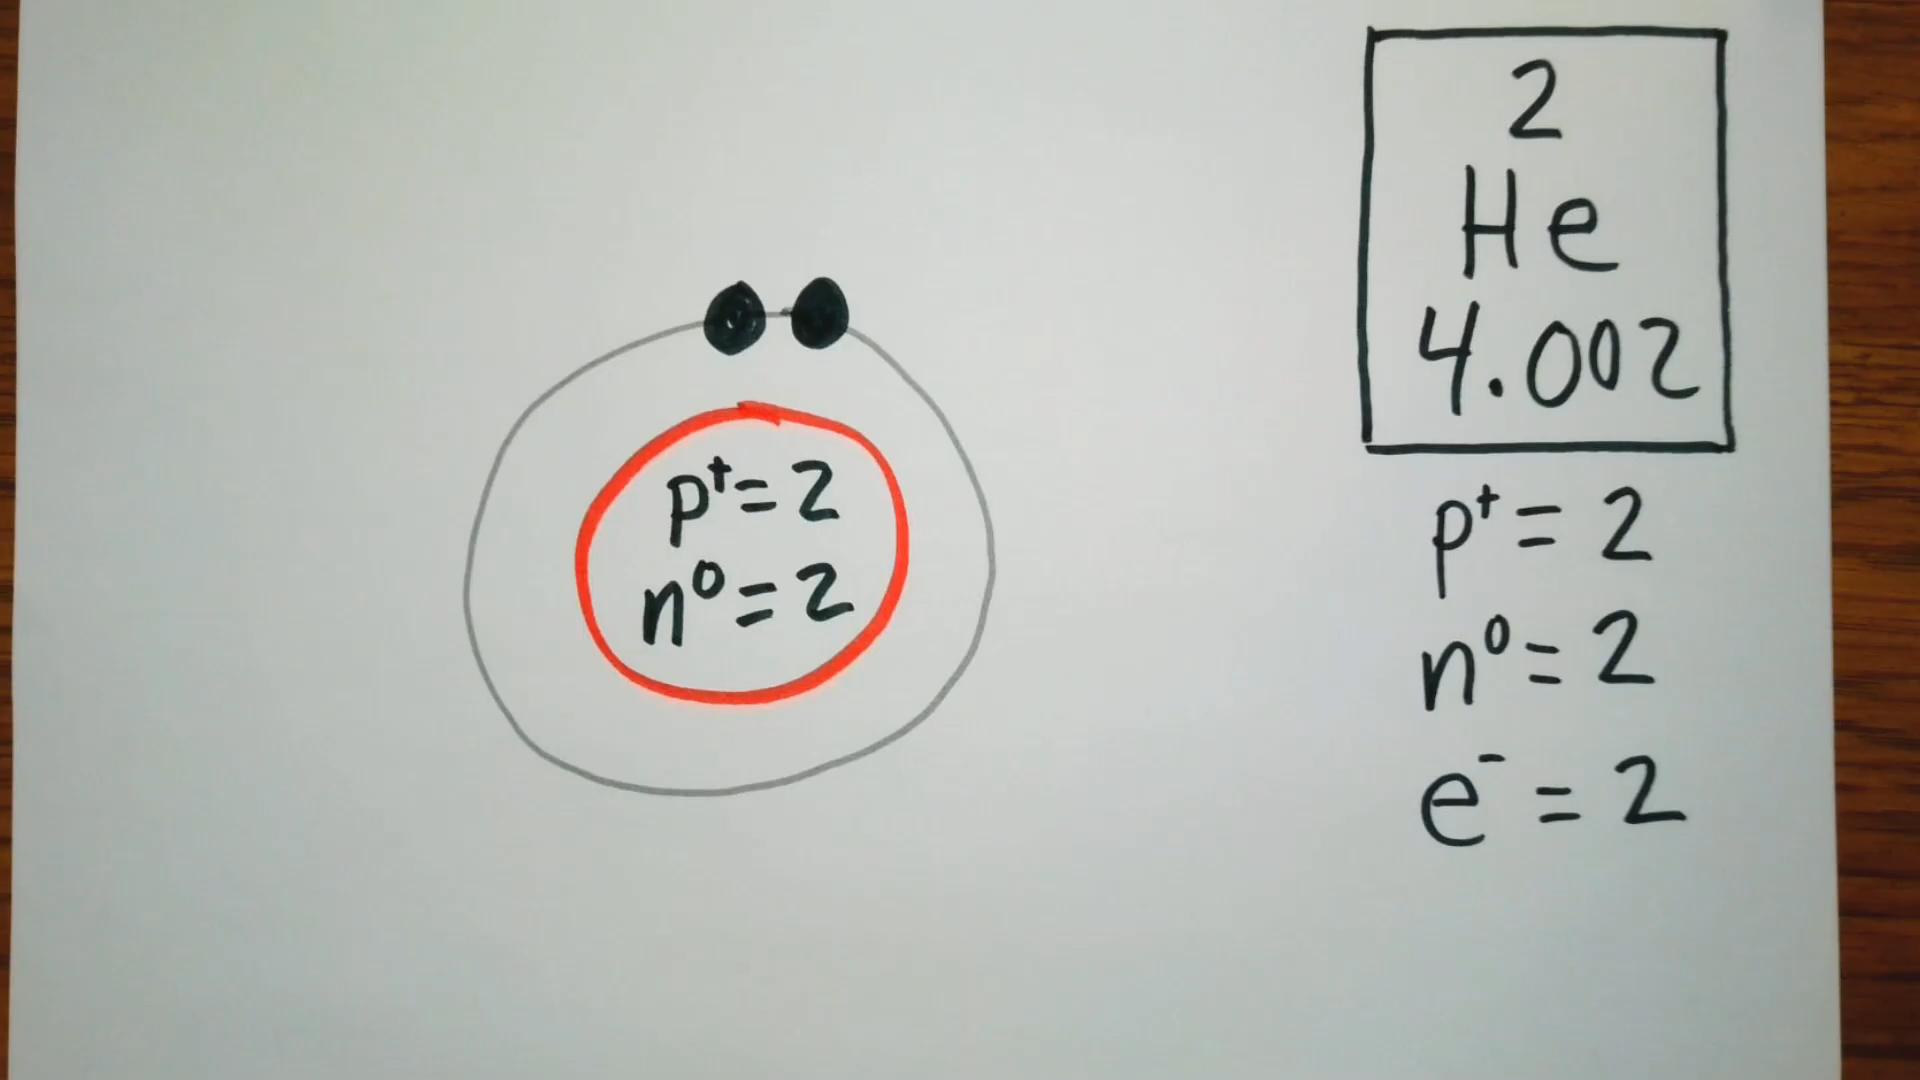 2
He
4.002
p⁺ = 2
n⁰ = 2
e⁻ = 2
p⁺ = 2
n⁰ = 2